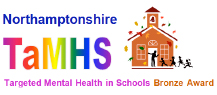 Northamptonshire
TaMHS
Targeted Mental Health in Schools Bronze Award